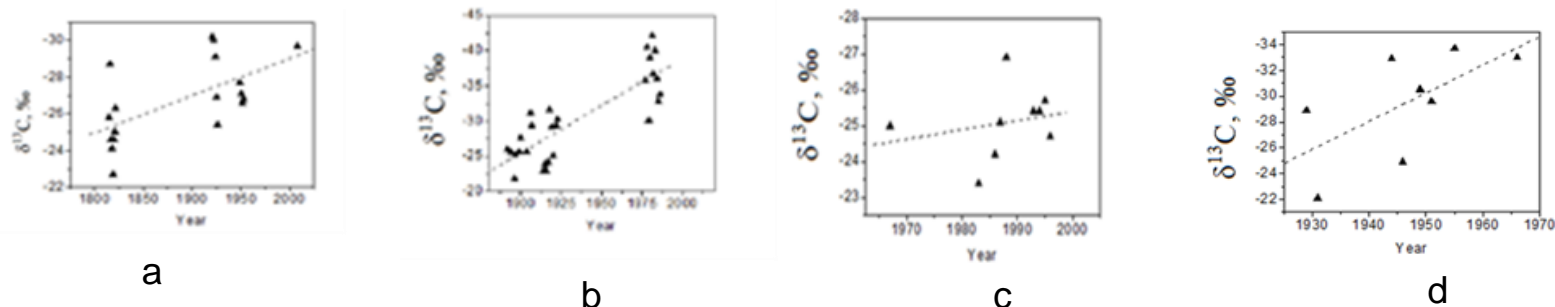 δ¹³C, ‰
-30
-28
-26
-24
-22
1800 1850 1900 1950 2000
Year
a
δ¹³C, ‰
-45
-40
-35
-30
-25
-20
1900 1925 1950 1975 2000
Year
b
δ¹³C, ‰
-28
-27
-26
-25
-24
-23
1970 1980 1990 2000
Year
c
δ¹³C, ‰
-34
-32
-30
-28
-26
-24
-22
1930 1940 1950 1960 1970
Year
d